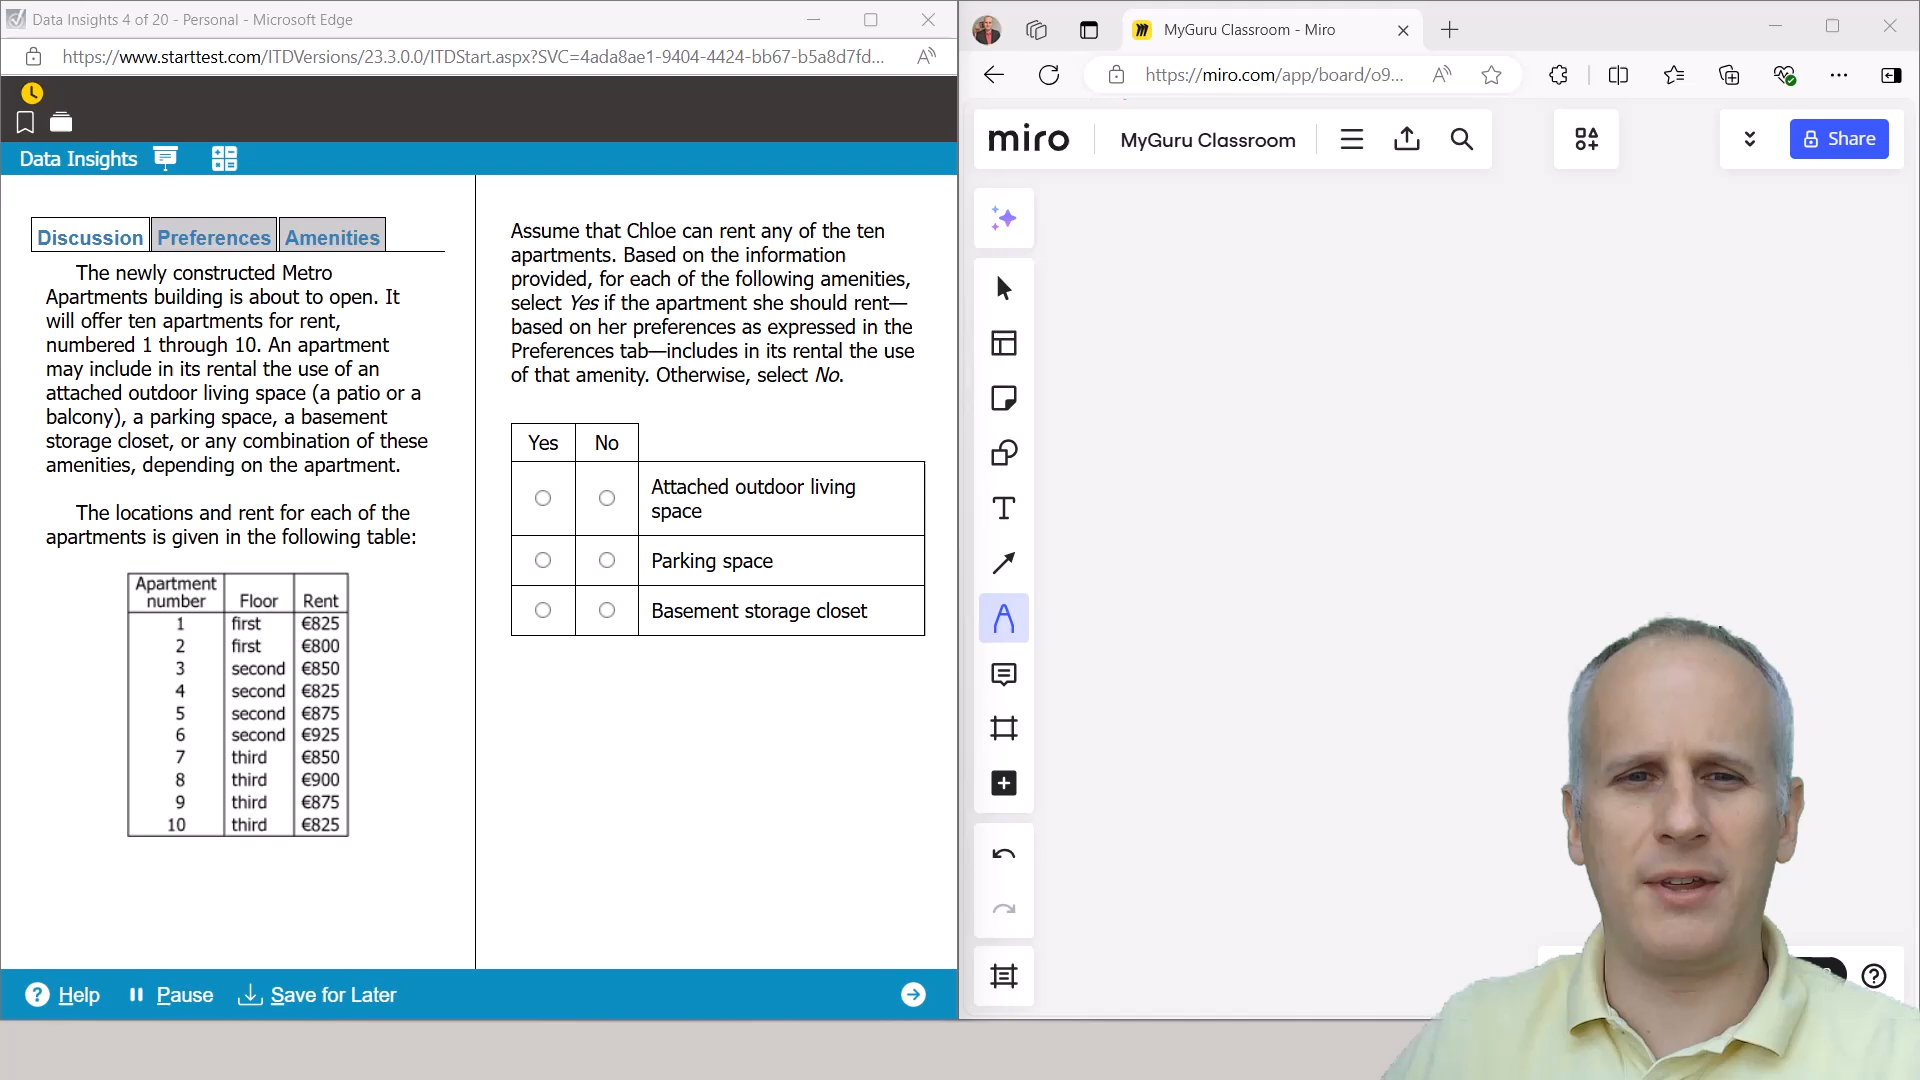 Data Insights 4 of 20 - Personal - Microsoft Edge
https://www.starttest.com/ITDVersions/23.3.0.0/ITDStart.aspx?SVC=4ada8ae1-9404-4424-bb67-b5a8d7fd...
Data Insights
Discussion Preferences Amenities
The newly constructed Metro
Apartments building is about to open. It
will offer ten apartments for rent,
numbered 1 through 10. An apartment
may include in its rental the use of an
attached outdoor living space (a patio or a
balcony), a parking space, a basement
storage closet, or any combination of these
amenities, depending on the apartment.
The locations and rent for each of the
apartments is given in the following table:
Apartment number Floor Rent
1 first €825
2 first €800
3 second €850
4 second €825
5 second €875
6 second €925
7 third €850
8 third €900
9 third €875
10 third €825
Assume that Chloe can rent any of the ten
apartments. Based on the information
provided, for each of the following amenities,
select Yes if the apartment she should rent—
based on her preferences as expressed in the
Preferences tab—includes in its rental the use
of that amenity. Otherwise, select No.
Yes No
Attached outdoor living
space
Parking space
Basement storage closet
Help Pause Save for Later
MyGuru Classroom - Miro
https://miro.com/app/board/o9...
miro MyGuru Classroom Share